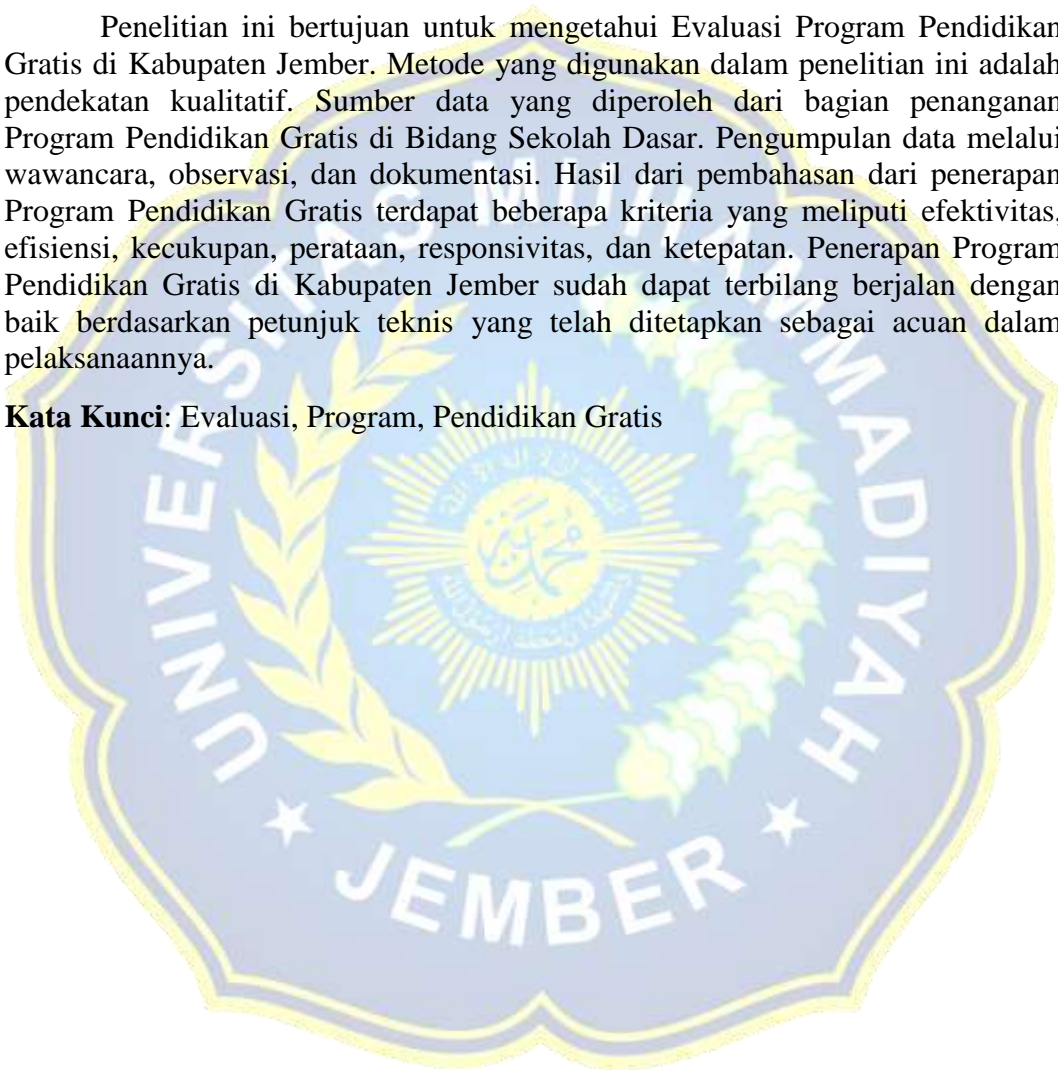 Penelitian ini bertujuan untuk mengetahui Evaluasi Program Pendidikan
Gratis di Kabupaten Jember. Metode yang digunakan dalam penelitian ini adalah
pendekatan kualitatif. Sumber data yang diperoleh dari bagian penanganan
Program Pendidikan Gratis di Bidang Sekolah Dasar. Pengumpulan data melalui
wawancara, observasi, dan dokumentasi. Hasil dari pembahasan dari penerapan
Program Pendidikan Gratis terdapat beberapa kriteria yang meliputi efektivitas,
efisiensi, kecukupan, perataan, responsivitas, dan ketepatan. Penerapan Program
Pendidikan Gratis di Kabupaten Jember sudah dapat terbilang berjalan dengan
baik berdasarkan petunjuk teknis yang telah ditetapkan sebagai acuan dalam
pelaksanaannya.
Kata Kunci: Evaluasi, Program, Pendidikan Gratis
UNIVERSITAS MUHAMMADIYAH
JEMBER